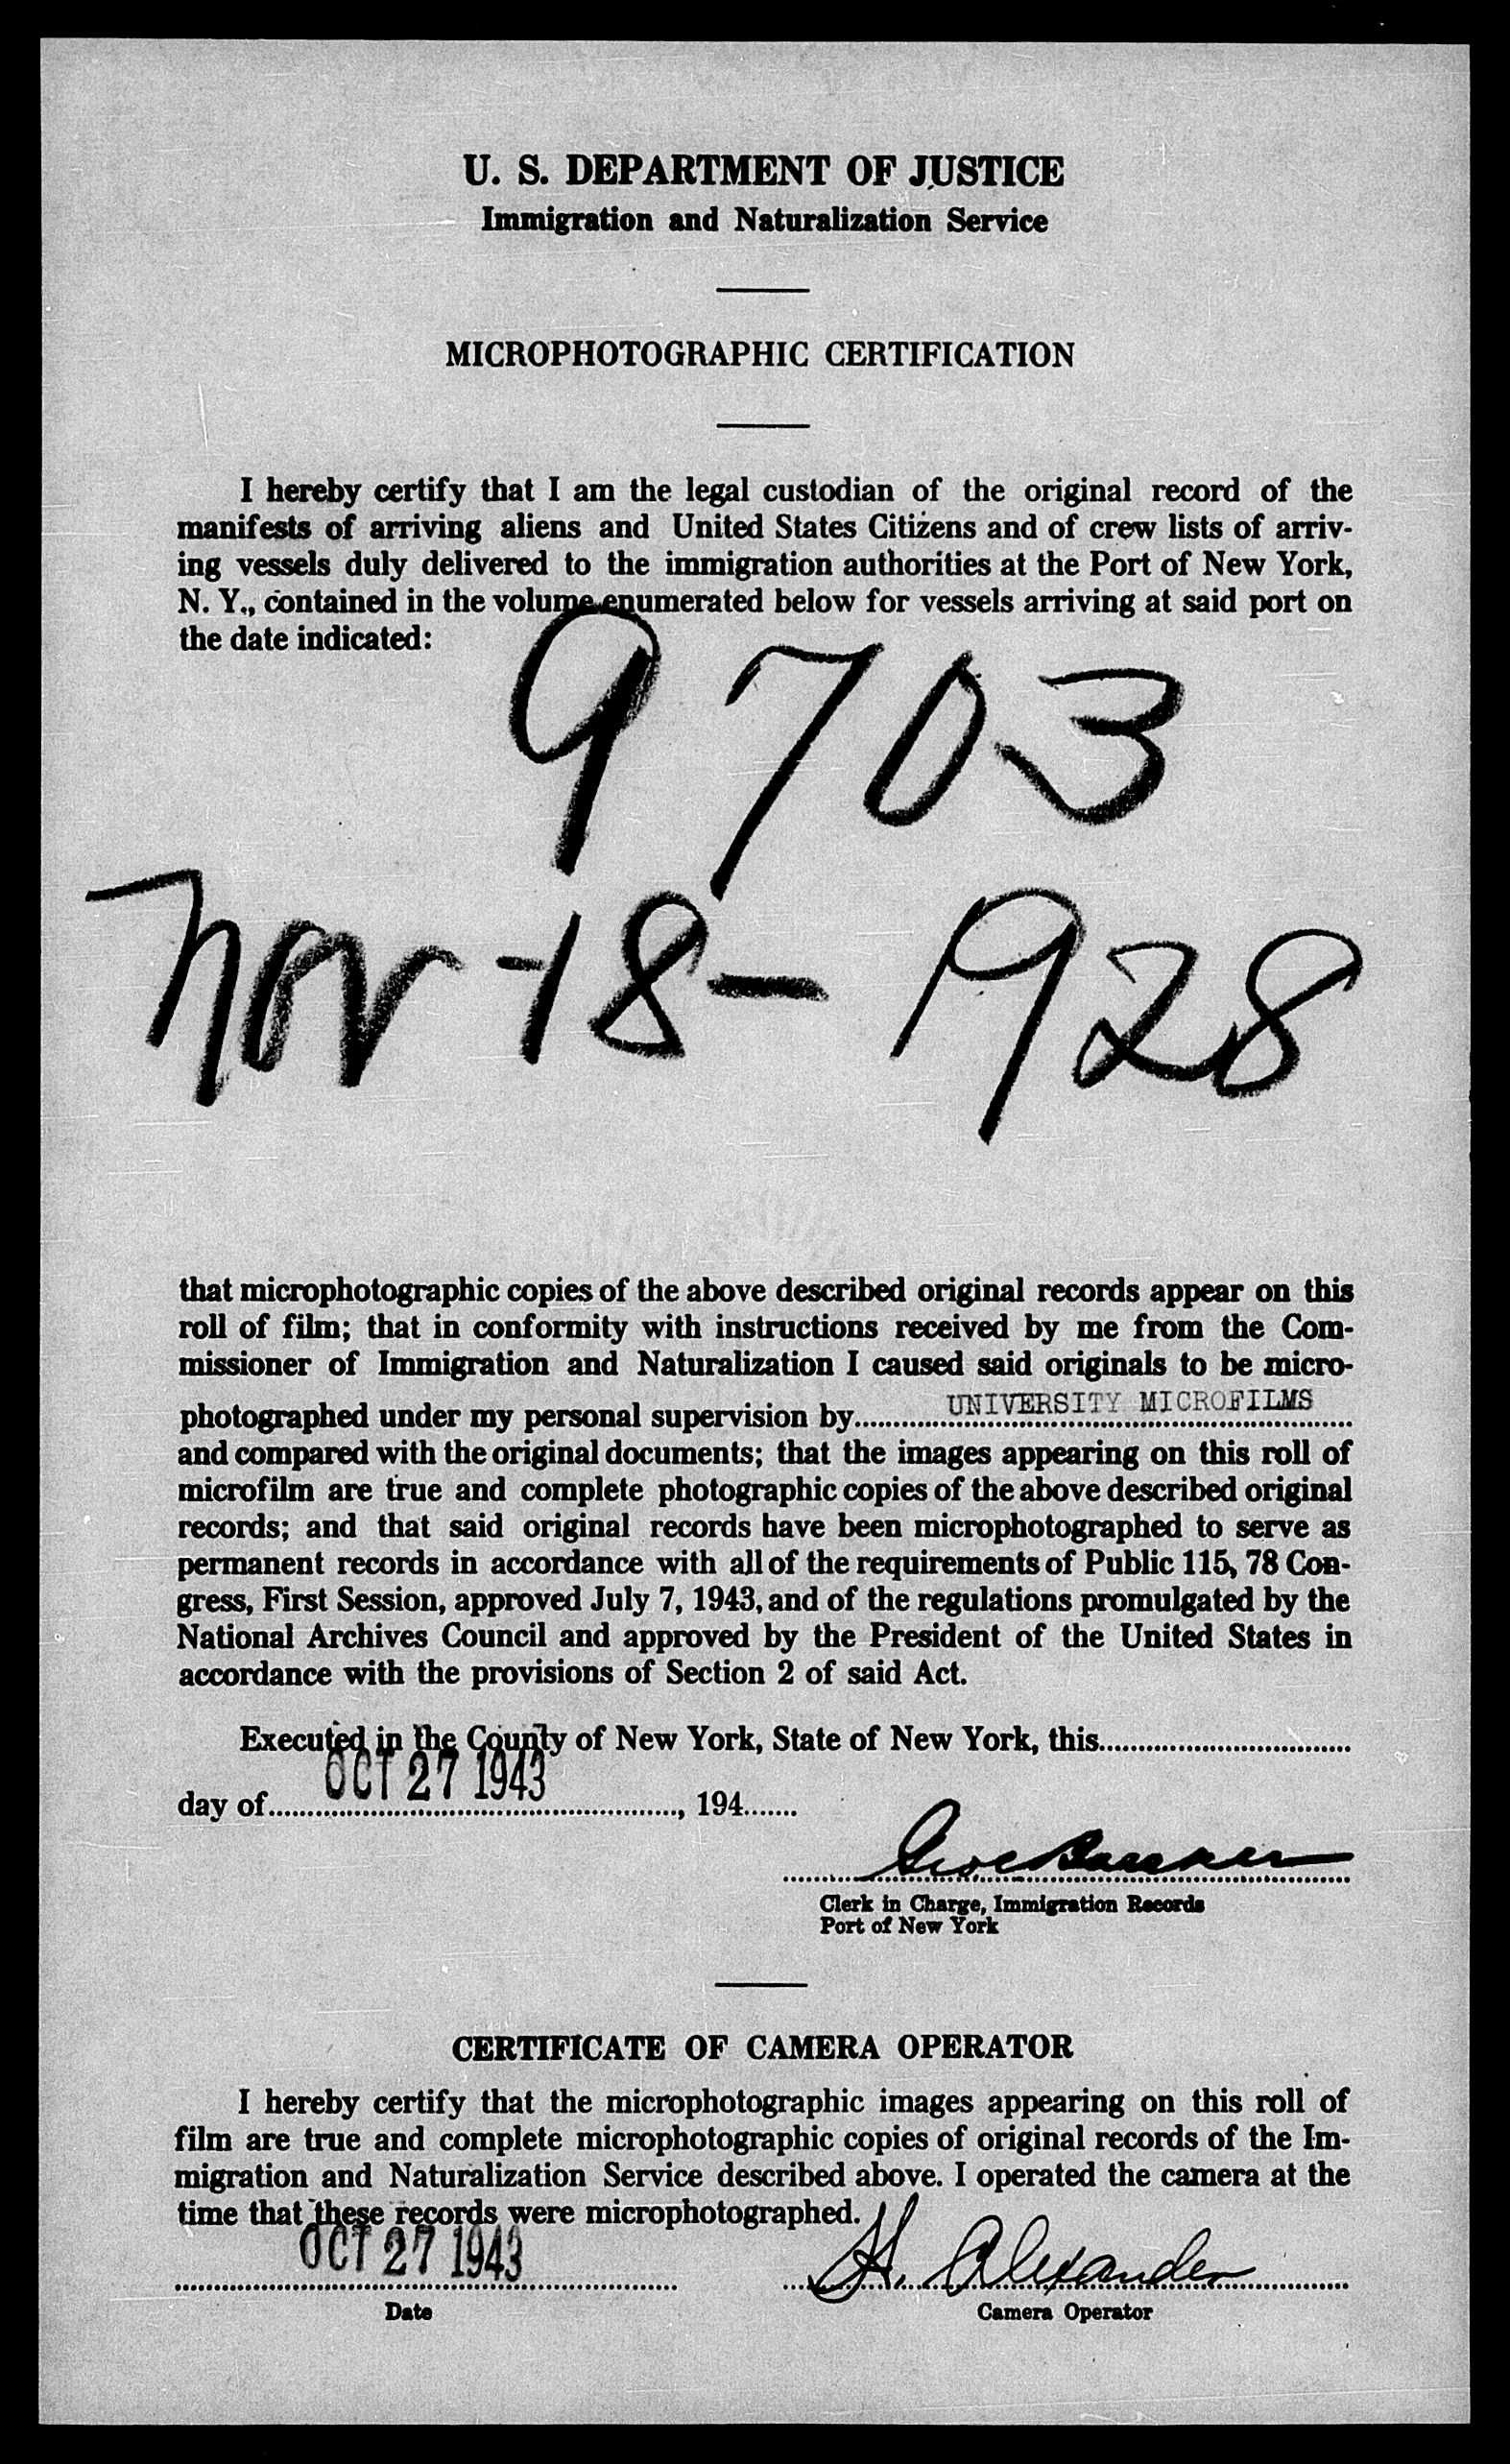 U. S. DEPARTMENT OF JUSTICE
Immigration and Naturalization Service
MICROPHOTOGRAPHIC CERTIFICATION
I hereby certify that I am the legal custodian of the original record of the
manifests of arriving aliens and United States Citizens and of crew lists of arriv-
ing vessels duly delivered to the immigration authorities at the Port of New York,
N. Y., contained in the volume enumerated below for vessels arriving at said port on
the date indicated:
9703
Nov-18-1928
that microphotographic copies of the above described original records appear on this
roll of film; that in conformity with instructions received by me from the Com-
missioner of Immigration and Naturalization I caused said originals to be micro-
photographed under my personal supervision by UNIVERSITY MICROFILMS
and compared with the original documents; that the images appearing on this roll of
microfilm are true and complete photographic copies of the above described original
records; and that said original records have been microphotographed to serve as
permanent records in accordance with all of the requirements of Public 115, 78 Con-
gress, First Session, approved July 7, 1943, and of the regulations promulgated by the
National Archives Council and approved by the President of the United States in
accordance with the provisions of Section 2 of said Act.
Executed in the County of New York, State of New York, this
day of OCT 27 1943, 194
Clerk in Charge, Immigration Records
Port of New York
CERTIFICATE OF CAMERA OPERATOR
I hereby certify that the microphotographic images appearing on this roll of
film are true and complete microphotographic copies of original records of the Im-
migration and Naturalization Service described above. I operated the camera at the
time that these records were microphotographed.
OCT 27 1943 H. Alexander
Date Camera Operator